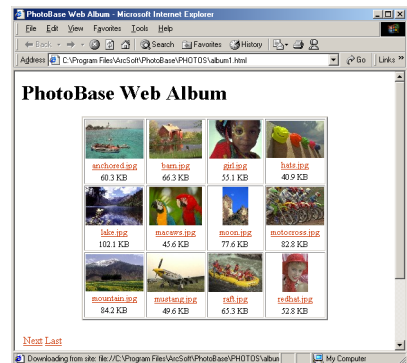 PhotoBase Web Album - Microsoft Internet Explorer
File Edit View Favorites Tools Help
Back Search Favorites History
Address C:\Program Files\ArcSoft\PhotoBase\PHOTOS\album1.html Go Links »
PhotoBase Web Album
anchored.jpg barn.jpg girl.jpg hats.jpg
60.3 KB 66.3 KB 55.1 KB 40.9 KB
lake.jpg macaws.jpg moon.jpg motocross.jpg
102.1 KB 45.6 KB 77.6 KB 82.8 KB
mountain.jpg mustang.jpg raft.jpg redhat.jpg
84.2 KB 49.6 KB 65.3 KB 52.8 KB
Next Last
Downloading from site: file://C:\Program Files\ArcSoft\PhotoBase\PHOTOS\album My Computer